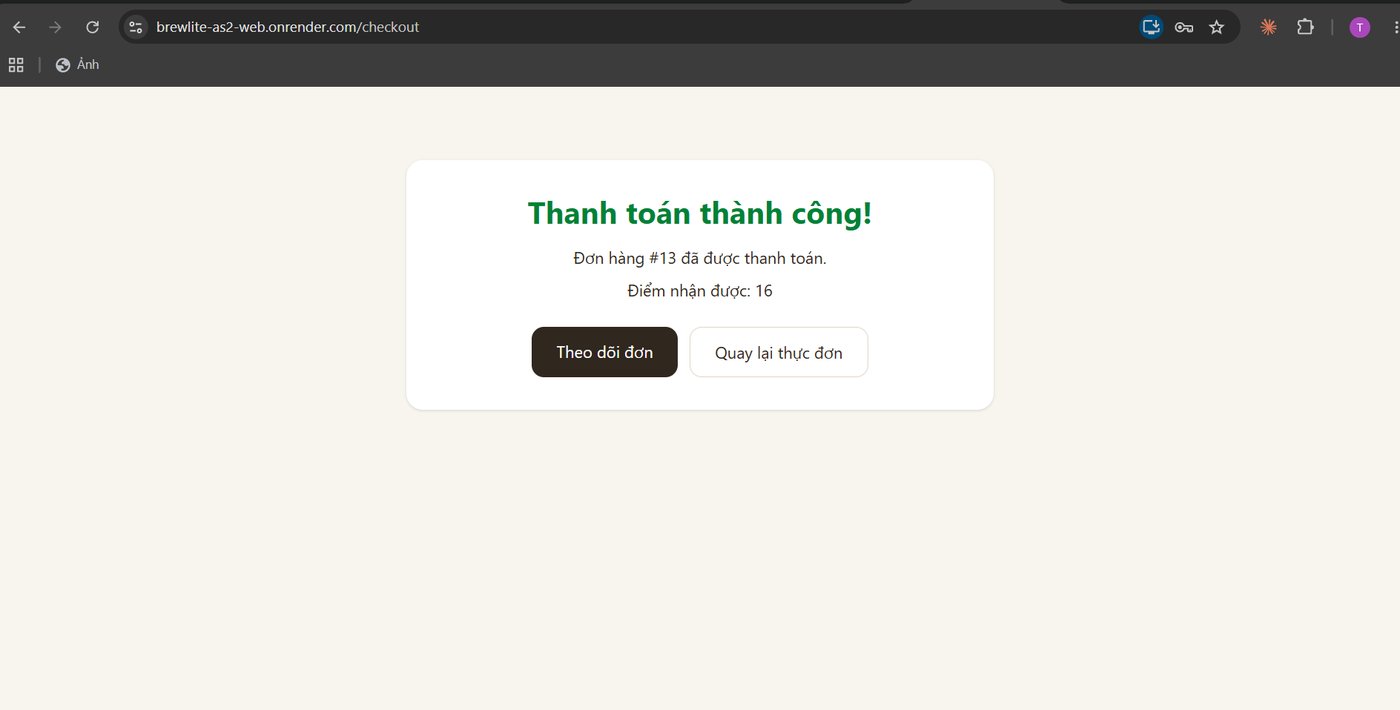 brewlite-as2-web.onrender.com/checkout
T
Ảnh
Thanh toán thành công!
Đơn hàng #13 đã được thanh toán.
Điểm nhận được: 16
Theo dõi đơn
Quay lại thực đơn